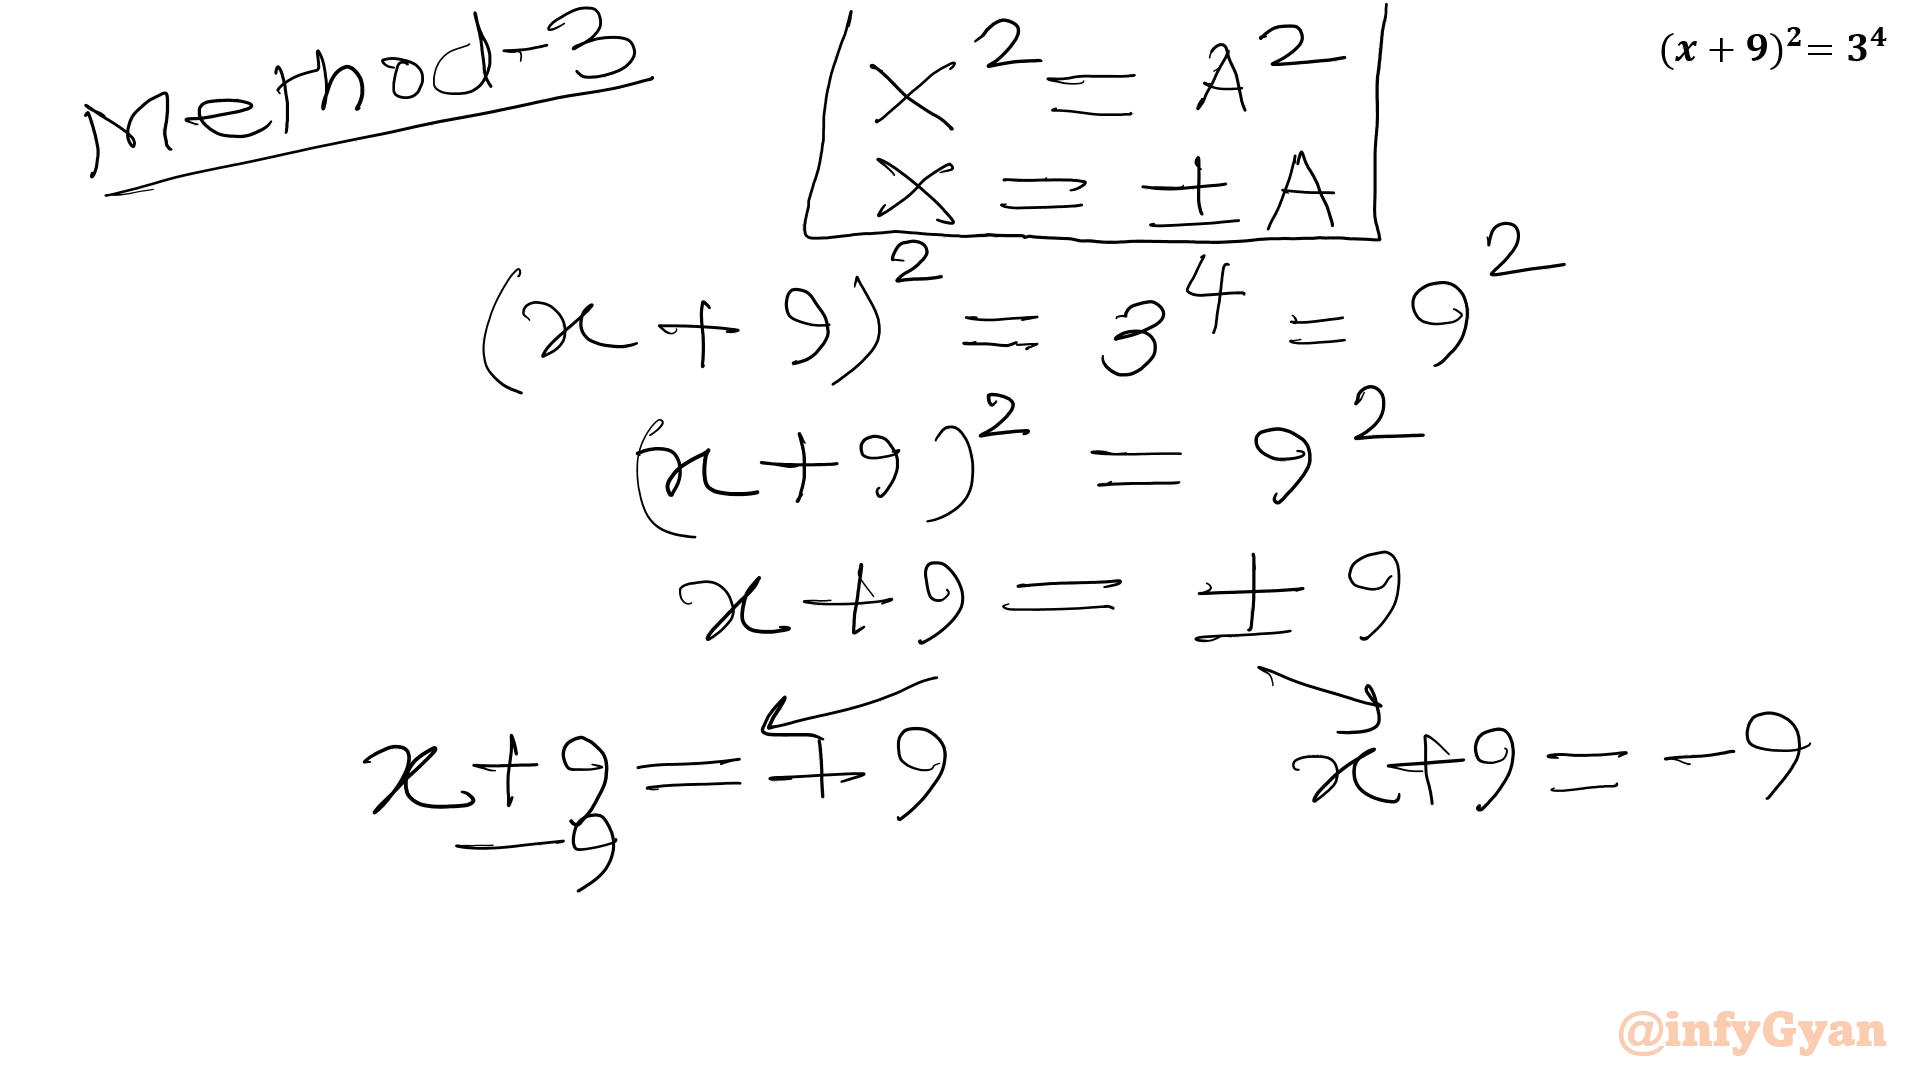 Method-3
X² = A²
X = ± A
(x + 9)² = 3⁴
(x + 9)² = 3⁴ = 9²
(x + 9)² = 9²
x + 9 = ± 9
x + 9 = + 9
x + 9 = - 9
- 9
@infyGyan